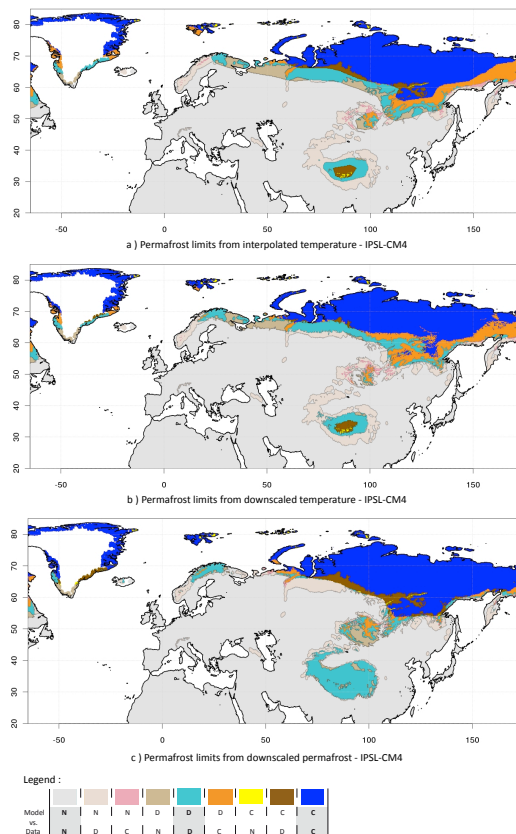 80
70
60
50
40
30
20
-50 0 50 100 150
a ) Permafrost limits from interpolated temperature - IPSL-CM4
80
70
60
50
40
30
20
-50 0 50 100 150
b ) Permafrost limits from downscaled temperature - IPSL-CM4
80
70
60
50
40
30
20
-50 0 50 100 150
c ) Permafrost limits from downscaled permafrost - IPSL-CM4
Legend :
Model N N N D D D C C C
vs.
Data N D C N D C N D C